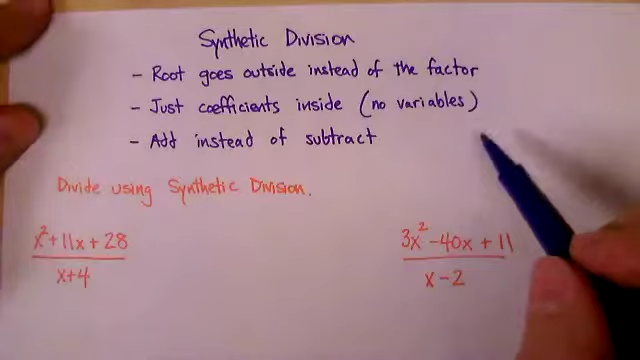 Synthetic Division
- Root goes outside instead of the factor
- Just coefficients inside (no variables)
- Add instead of subtract
Divide using Synthetic Division.
x²+11x+28
x+4
3x²-40x+11
x-2